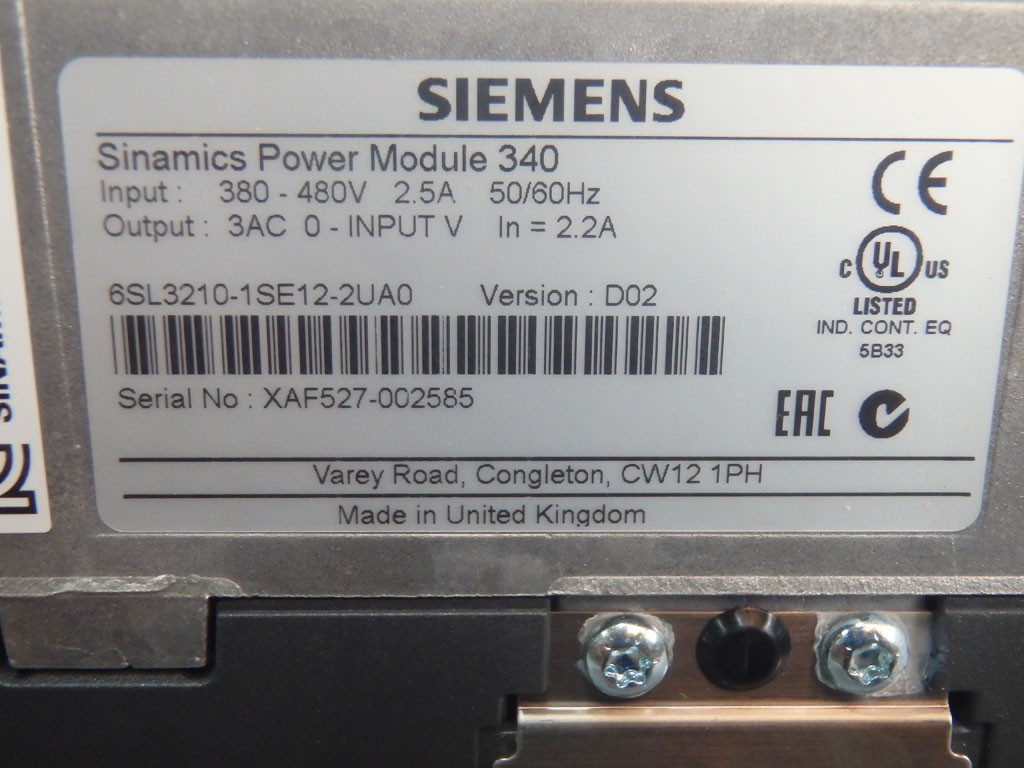 SIEMENS
Sinamics Power Module 340
Input : 380 - 480V 2.5A 50/60Hz
Output : 3AC 0 - INPUT V In = 2.2A
CE
6SL3210-1SE12-2UA0 Version : D02
C UL US
LISTED
IND. CONT. EQ
5B33
Serial No : XAF527-002585
EAC
Varey Road, Congleton, CW12 1PH
Made in United Kingdom